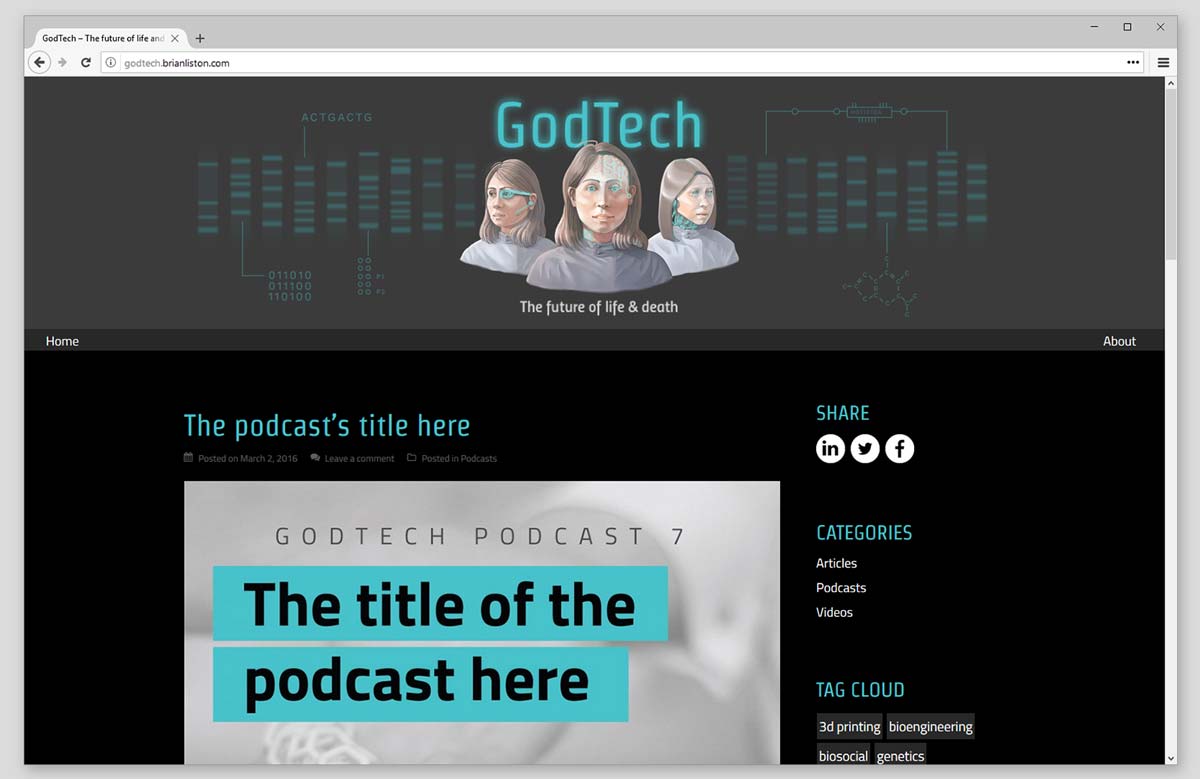 GodTech – The future of life and
godtech.brianliston.com
ACTGACTG
GodTech
011010
011100
110100
P1
P2
The future of life & death
Home
About
The podcast's title here
Posted on March 2, 2016 Leave a comment Posted in Podcasts
GODTECH PODCAST 7
The title of the
podcast here
SHARE
in
f
CATEGORIES
Articles
Podcasts
Videos
TAG CLOUD
3d printing bioengineering
biosocial genetics